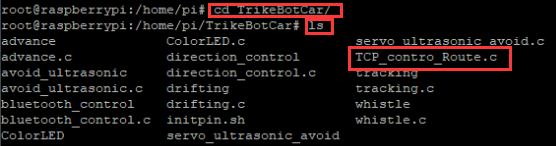 root@raspberrypi:/home/pi# cd TrikeBotCar/
root@raspberrypi:/home/pi/TrikeBotCar# ls
advance ColorLED.c servo_ultrasonic_avoid.c
advance.c direction_control TCP_contro_Route.c
avoid_ultrasonic direction_control.c tracking
avoid_ultrasonic.c drifting tracking.c
bluetooth_control drifting.c whistle
bluetooth_control.c initpin.sh whistle.c
ColorLED servo_ultrasonic_avoid